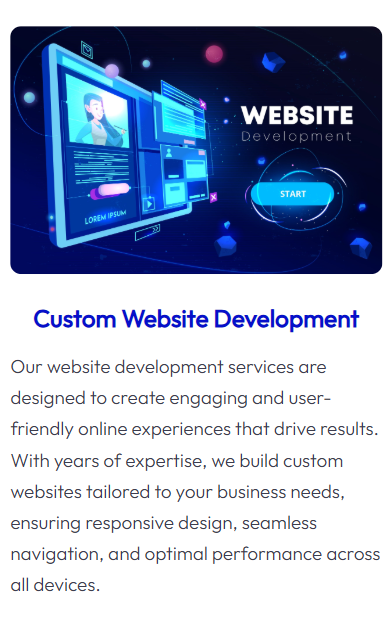 WEBSITE
Development
START
LOREM IPSUM
Custom Website Development
Our website development services are
designed to create engaging and user-
friendly online experiences that drive results.
With years of expertise, we build custom
websites tailored to your business needs,
ensuring responsive design, seamless
navigation, and optimal performance across
all devices.